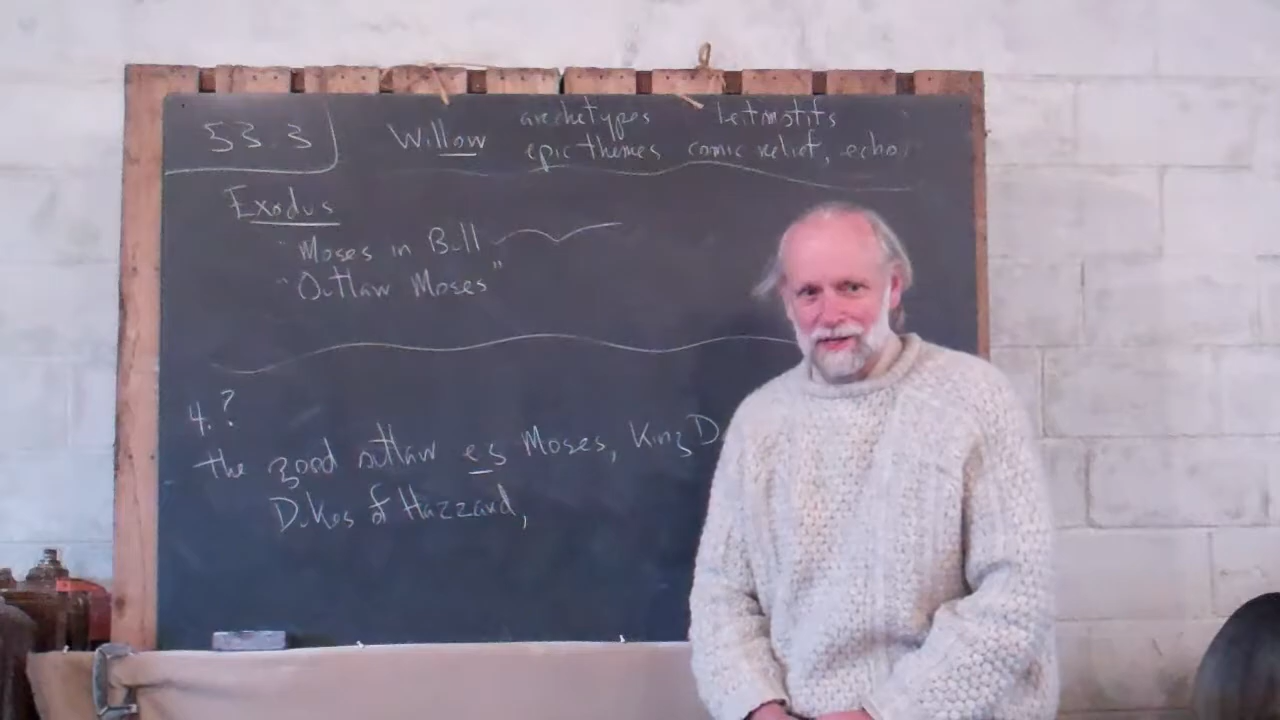 53.3
Willow
archetypes leitmotifs
epic themes comic relief, echo
Exodus
"Moses in Bull
"Outlaw Moses"
4.?
the good outlaw eg Moses, King D
Dukes of Hazzard,